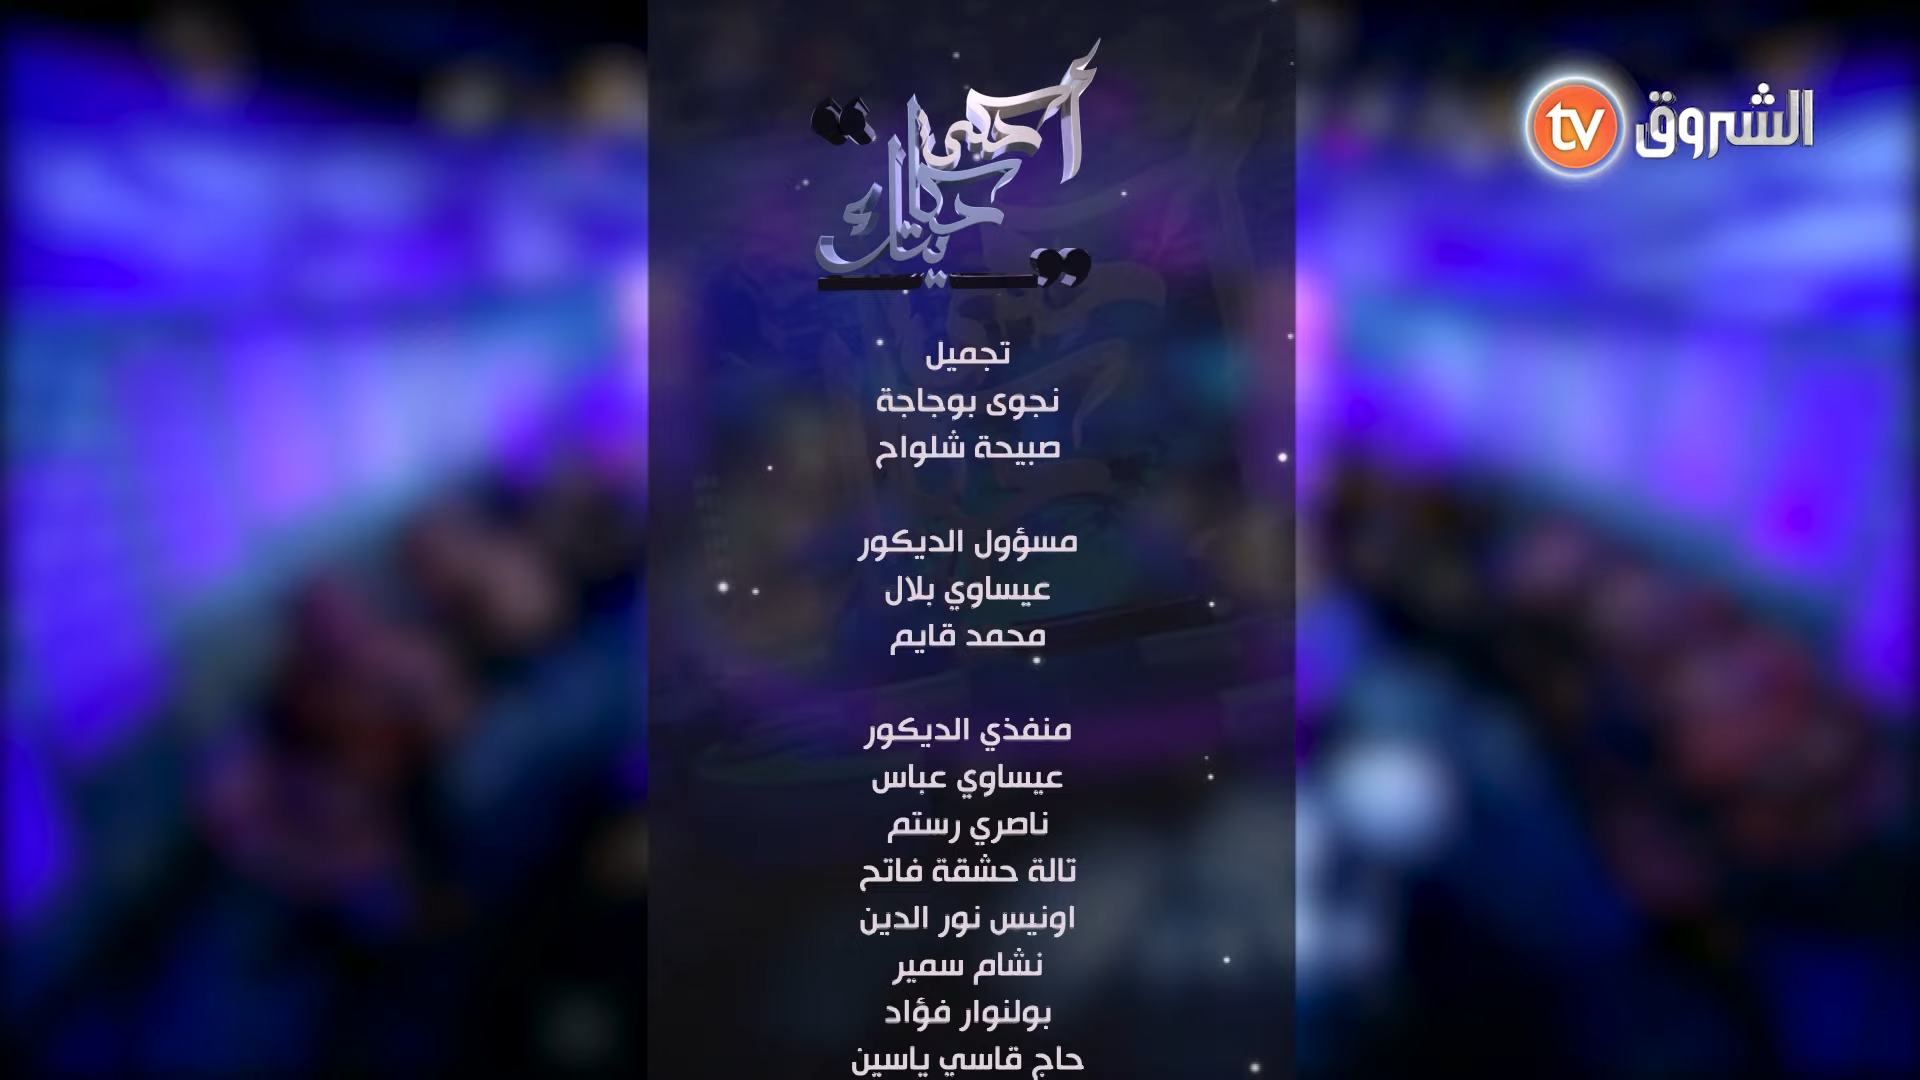 الشروق tv
أحكي
حكايتك
تجميل
نجوى بوجاجة
صبيحة شلواح
مسؤول الديكور
عيساوي بلال
محمد قايم
منفذي الديكور
عيساوي عباس
ناصري رستم
تالة حشقة فاتح
اونيس نور الدين
نشام سمير
بولنوار فؤاد
حاج قاسي ياسين